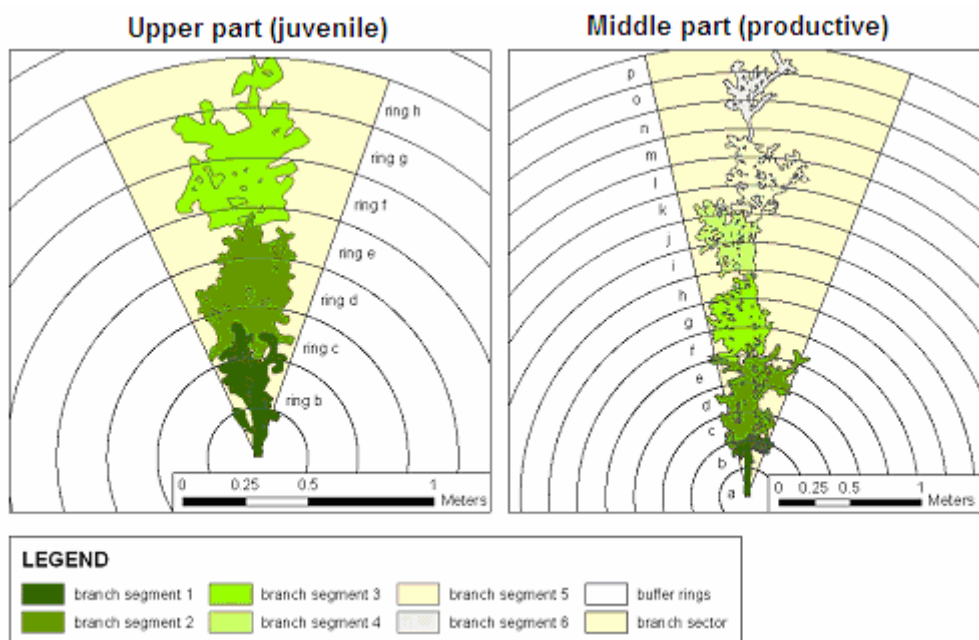 Upper part (juvenile)
Middle part (productive)
ring h
ring g
ring f
ring e
ring d
ring c
ring b
0
0.25
0.5
1
Meters
p
o
n
m
l
k
j
i
h
g
f
e
d
c
b
a
0
0.25
0.5
1
Meters
LEGEND
branch segment 1
branch segment 3
branch segment 5
buffer rings
branch segment 2
branch segment 4
branch segment 6
branch sector